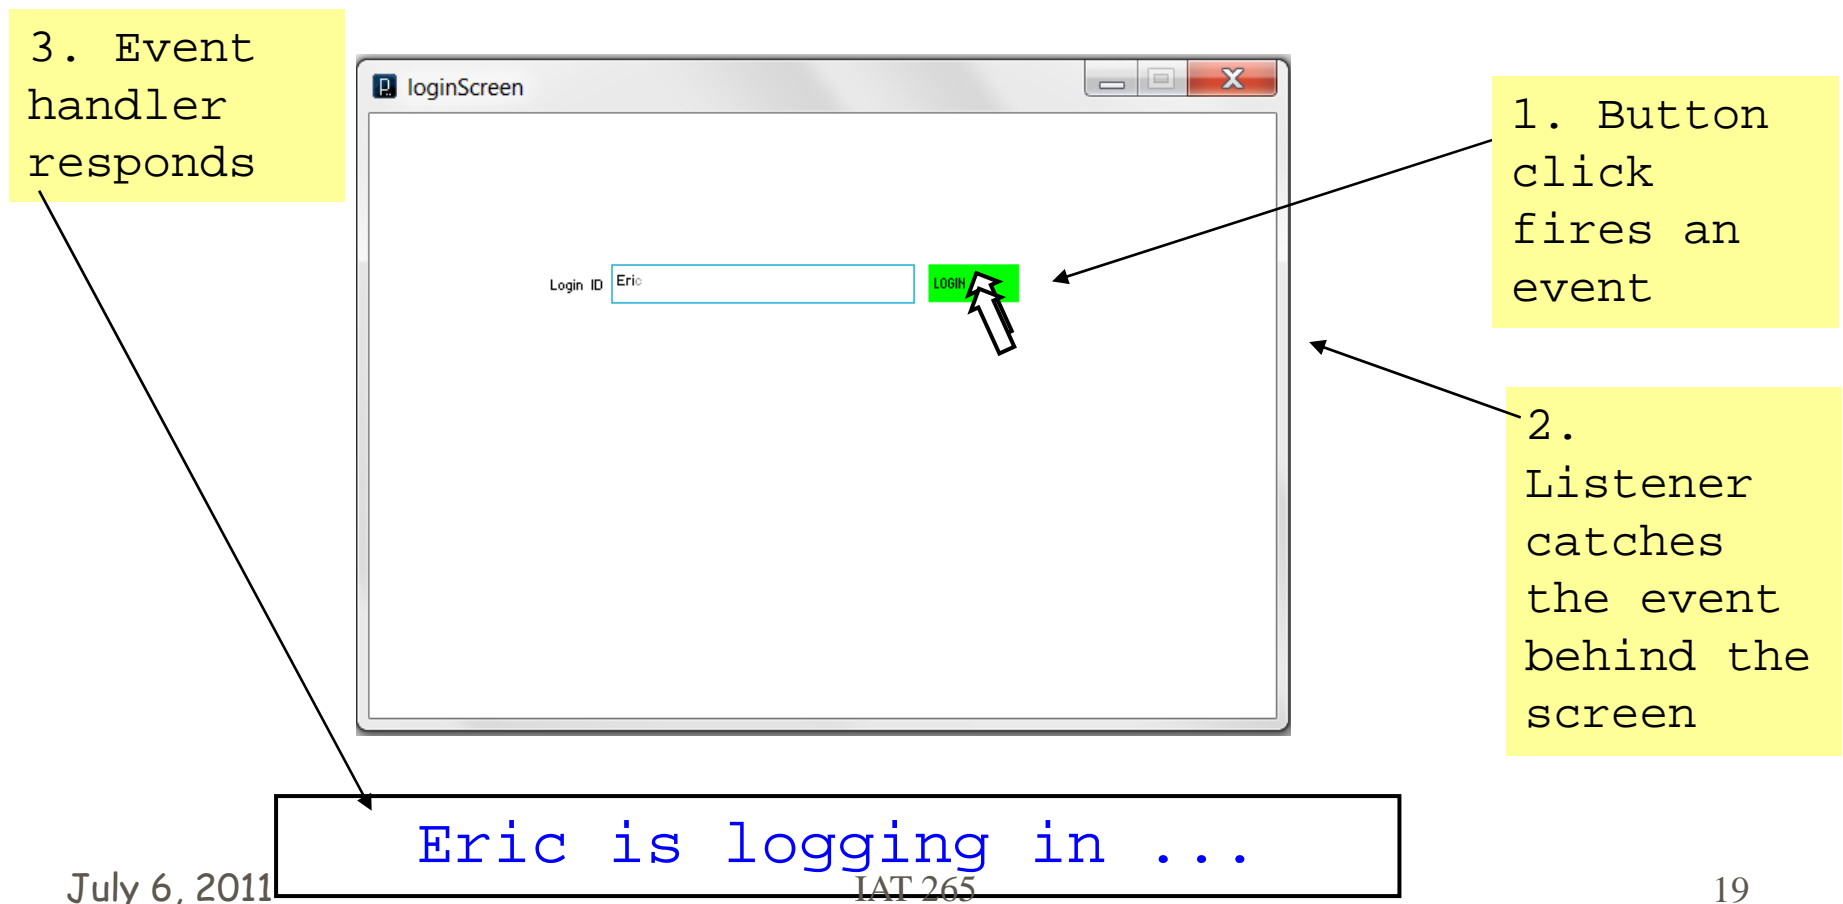 3. Event
handler
responds
loginScreen
1. Button
click
fires an
event
Login ID
Eric
LOGIN
2.
Listener
catches
the event
behind the
screen
Eric is logging in ...
July 6, 2011
IAT 265
19